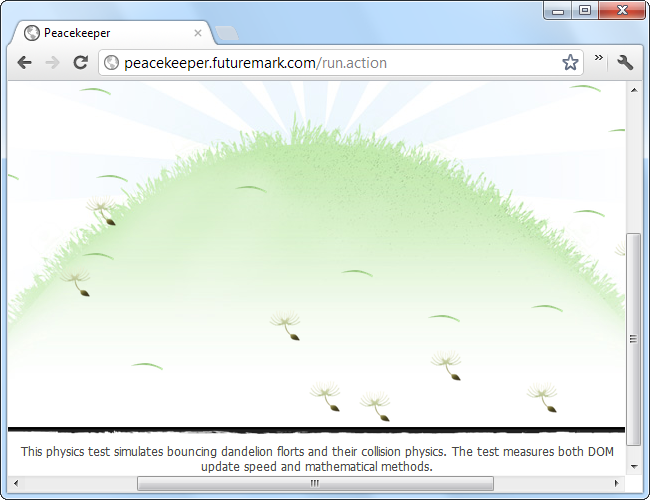 Peacekeeper
peacekeeper.futuremark.com/run.action
This physics test simulates bouncing dandelion florts and their collision physics. The test measures both DOM
update speed and mathematical methods.